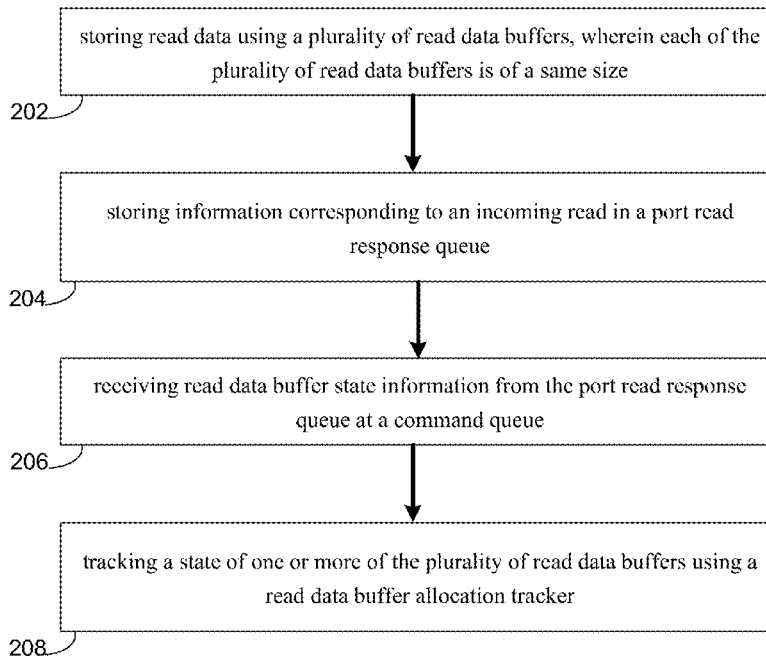 storing read data using a plurality of read data buffers, wherein each of the
plurality of read data buffers is of a same size
202
storing information corresponding to an incoming read in a port read
response queue
204
receiving read data buffer state information from the port read response
queue at a command queue
206
tracking a state of one or more of the plurality of read data buffers using a
read data buffer allocation tracker
208